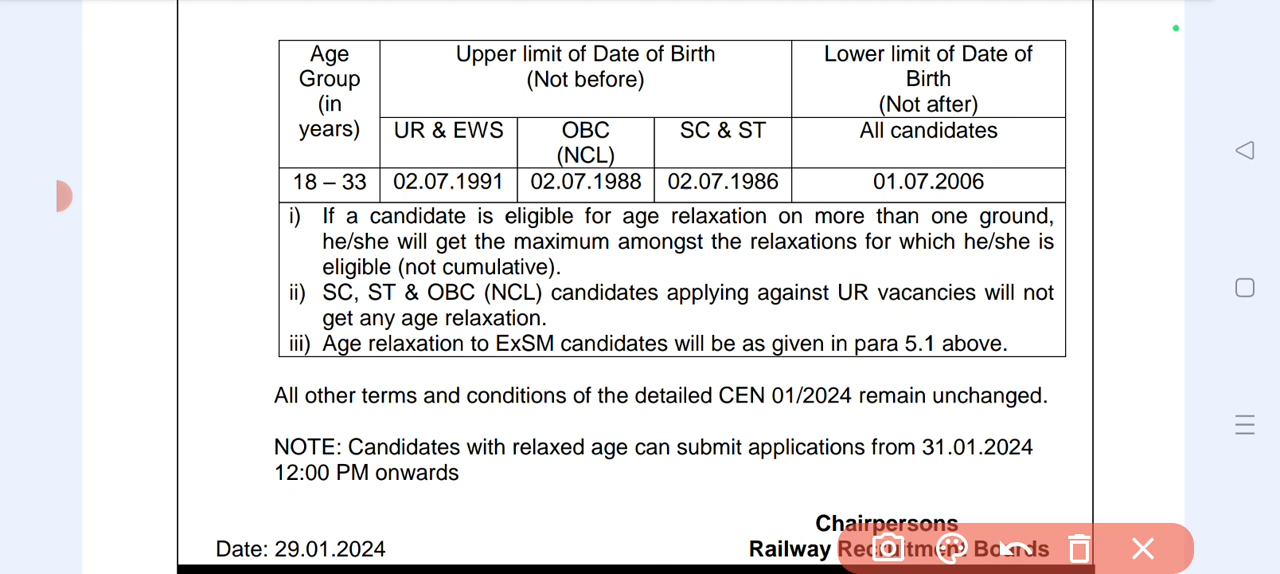 Age
Group
(in
years)
Upper limit of Date of Birth
(Not before)
Lower limit of Date of
Birth
(Not after)
UR & EWS
OBC
(NCL)
SC & ST
All candidates
18 – 33 02.07.1991 02.07.1988 02.07.1986 01.07.2006
i) If a candidate is eligible for age relaxation on more than one ground,
he/she will get the maximum amongst the relaxations for which he/she is
eligible (not cumulative).
ii) SC, ST & OBC (NCL) candidates applying against UR vacancies will not
get any age relaxation.
iii) Age relaxation to ExSM candidates will be as given in para 5.1 above.
All other terms and conditions of the detailed CEN 01/2024 remain unchanged.
NOTE: Candidates with relaxed age can submit applications from 31.01.2024
12:00 PM onwards
Chairpersons
Date: 29.01.2024 Railway Recruitment Boards